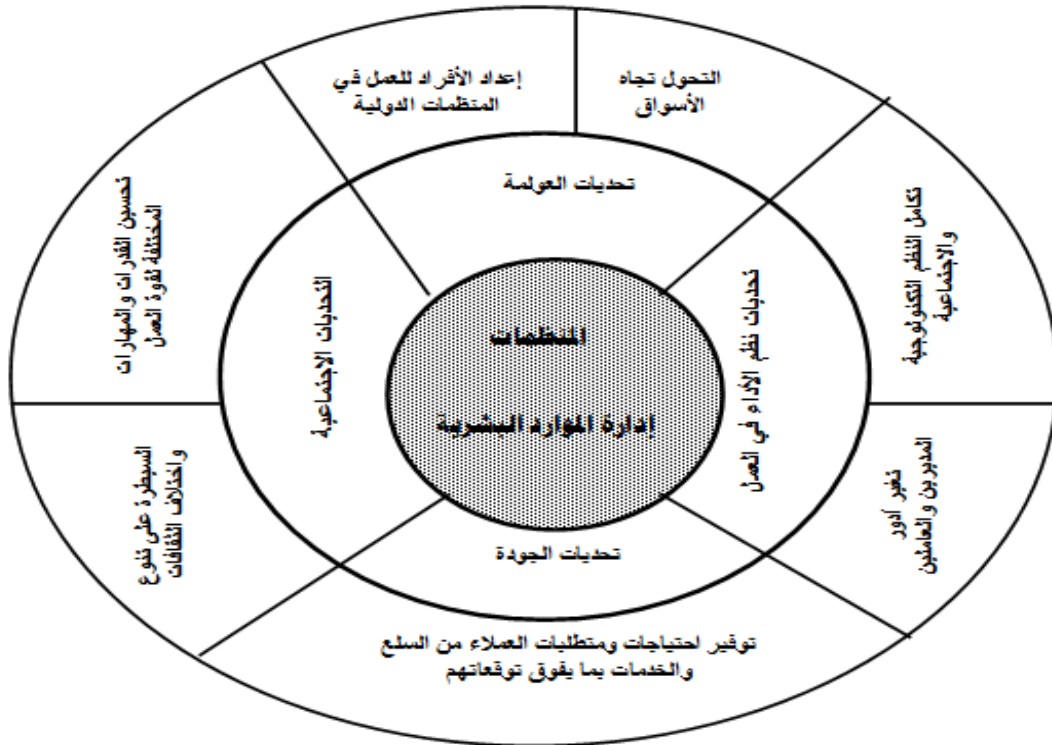 إعداد الأفراد للعمل في
المنظمات الدولية
التحول تجاه
الأسواق
تحديات العولمة
تحسين القدرات والمهارات
المختلفة لقوة العمل
التحديات الاجتماعية
المنظمات
إدارة الموارد البشرية
تحديات نظم الأداء في العمل
تكامل النظم التكنولوجية
والاجتماعية
السيطرة على تنوع
واختلاف الثقافات
تغير أدور
المديرين والعاملين
تحديات الجودة
توفير احتياجات ومتطلبات العملاء من السلع
والخدمات بما يفوق توقعاتهم